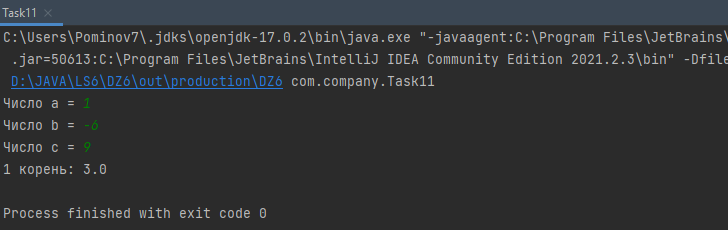 Task11 ×
C:\Users\Pominov7\.jdks\openjdk-17.0.2\bin\java.exe "-javaagent:C:\Program Files\JetBrains\
.jar=50613:C:\Program Files\JetBrains\IntelliJ IDEA Community Edition 2021.2.3\bin" -Dfile
D:\JAVA\LS6\DZ6\out\production\DZ6 com.company.Task11
Число a = 1
Число b = -6
Число c = 9
1 корень: 3.0
Process finished with exit code 0